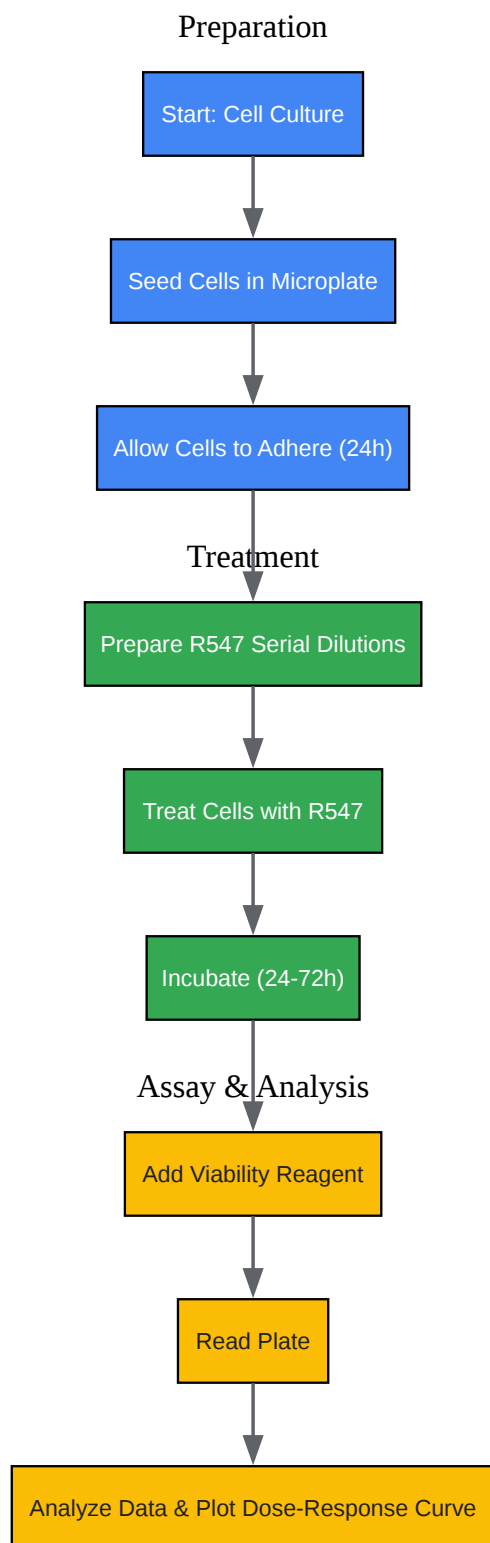 Preparation
Start: Cell Culture
Seed Cells in Microplate
Allow Cells to Adhere (24h)
Treatment
Prepare R547 Serial Dilutions
Treat Cells with R547
Incubate (24-72h)
Assay & Analysis
Add Viability Reagent
Read Plate
Analyze Data & Plot Dose-Response Curve